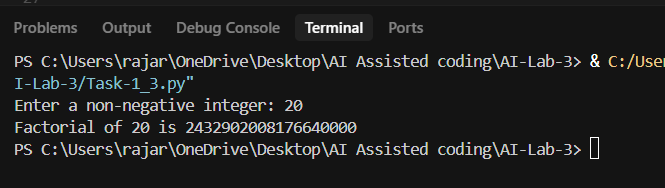 Problems Output Debug Console Terminal Ports
PS C:\Users\rajar\OneDrive\Desktop\AI Assisted coding\AI-Lab-3> & C:/User
I-Lab-3/Task-1_3.py"
Enter a non-negative integer: 20
Factorial of 20 is 2432902008176640000
PS C:\Users\rajar\OneDrive\Desktop\AI Assisted coding\AI-Lab-3>